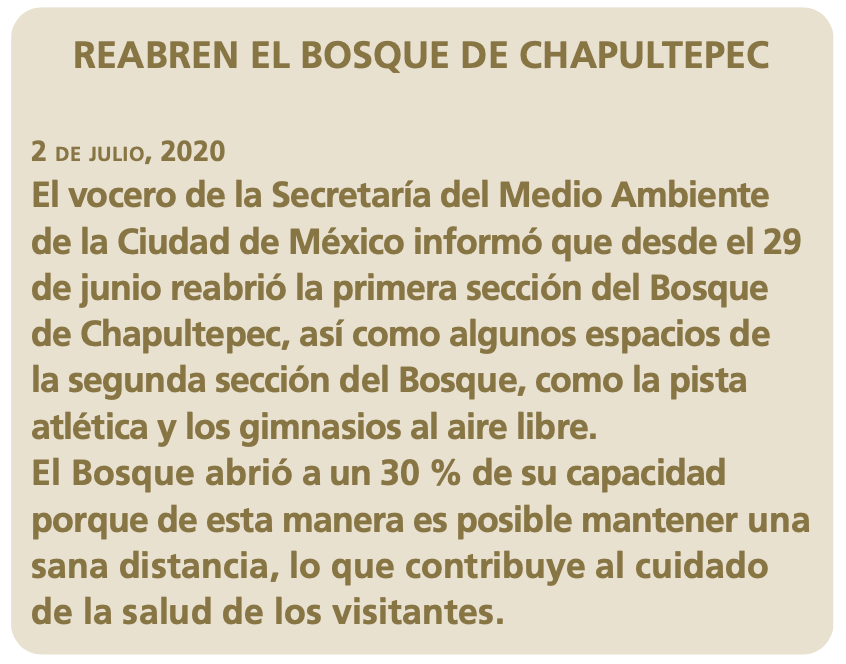 REABREN EL BOSQUE DE CHAPULTEPEC
2 DE JULIO, 2020
El vocero de la Secretaría del Medio Ambiente
de la Ciudad de México informó que desde el 29
de junio reabrió la primera sección del Bosque
de Chapultepec, así como algunos espacios de
la segunda sección del Bosque, como la pista
atlética y los gimnasios al aire libre.
El Bosque abrió a un 30 % de su capacidad
porque de esta manera es posible mantener una
sana distancia, lo que contribuye al cuidado
de la salud de los visitantes.